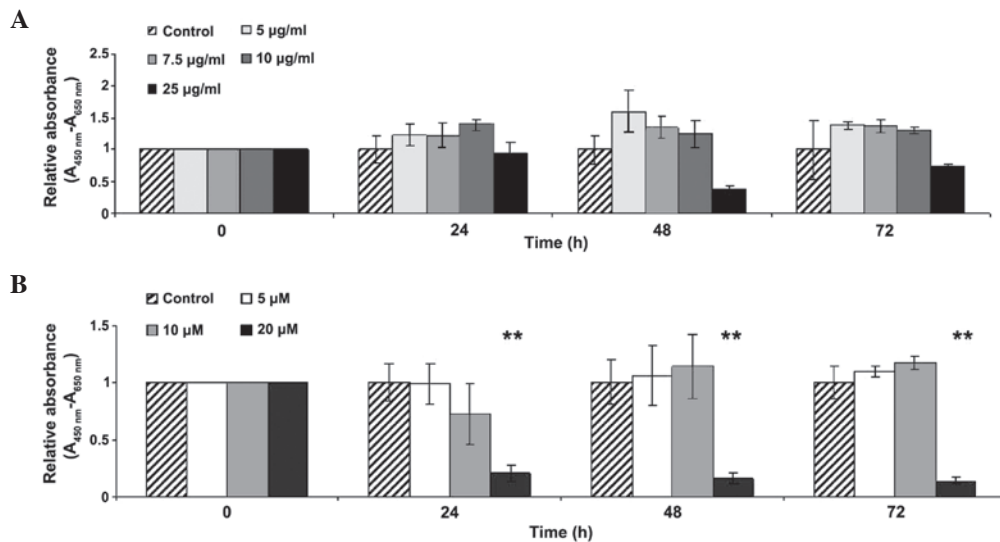 A
Control 5 µg/ml
7.5 µg/ml 10 µg/ml
25 µg/ml
Relative absorbance
(A450 nm-A650 nm)
2.5
2
1.5
1
0.5
0
0 24 48 72
Time (h)
B
Control 5 µM
10 µM 20 µM
Relative absorbance
(A450 nm-A650 nm)
1.5
1
0.5
0
** ** **
0 24 48 72
Time (h)